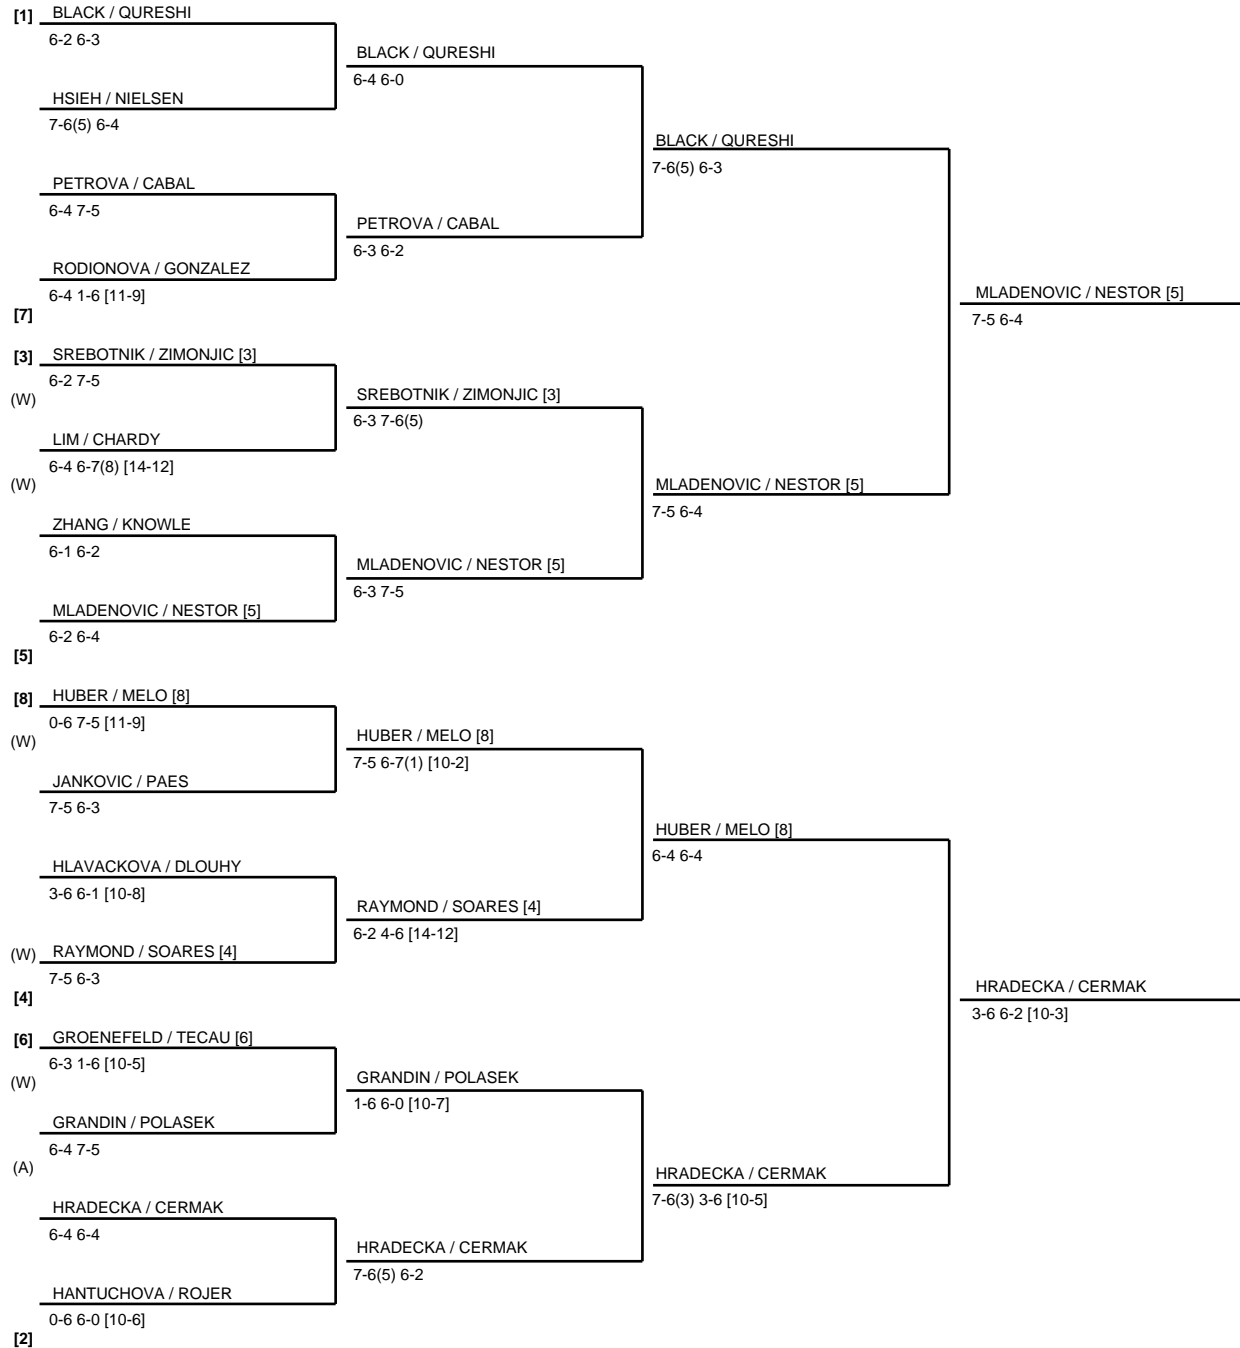 [1] BLACK / QURESHI
6-2 6-3
BLACK / QURESHI
6-4 6-0
HSIEH / NIELSEN
7-6(5) 6-4
BLACK / QURESHI
7-6(5) 6-3
PETROVA / CABAL
6-4 7-5
PETROVA / CABAL
6-3 6-2
RODIONOVA / GONZALEZ
6-4 1-6 [11-9]
MLADENOVIC / NESTOR [5]
7-5 6-4
[7]
[3] SREBOTNIK / ZIMONJIC [3]
6-2 7-5
(W)
SREBOTNIK / ZIMONJIC [3]
6-3 7-6(5)
LIM / CHARDY
6-4 6-7(8) [14-12]
(W)
MLADENOVIC / NESTOR [5]
7-5 6-4
ZHANG / KNOWLE
6-1 6-2
MLADENOVIC / NESTOR [5]
6-3 7-5
MLADENOVIC / NESTOR [5]
6-2 6-4
[5]
[8] HUBER / MELO [8]
0-6 7-5 [11-9]
(W)
HUBER / MELO [8]
7-5 6-7(1) [10-2]
JANKOVIC / PAES
7-5 6-3
HUBER / MELO [8]
6-4 6-4
HLAVACKOVA / DLOUHY
3-6 6-1 [10-8]
RAYMOND / SOARES [4]
6-2 4-6 [14-12]
(W) RAYMOND / SOARES [4]
7-5 6-3
[4]
HRADECKA / CERMAK
3-6 6-2 [10-3]
[6] GROENEFELD / TECAU [6]
6-3 1-6 [10-5]
(W)
GRANDIN / POLASEK
1-6 6-0 [10-7]
GRANDIN / POLASEK
6-4 7-5
(A)
HRADECKA / CERMAK
7-6(3) 3-6 [10-5]
HRADECKA / CERMAK
6-4 6-4
HRADECKA / CERMAK
7-6(5) 6-2
HANTUCHOVA / ROJER
0-6 6-0 [10-6]
[2]